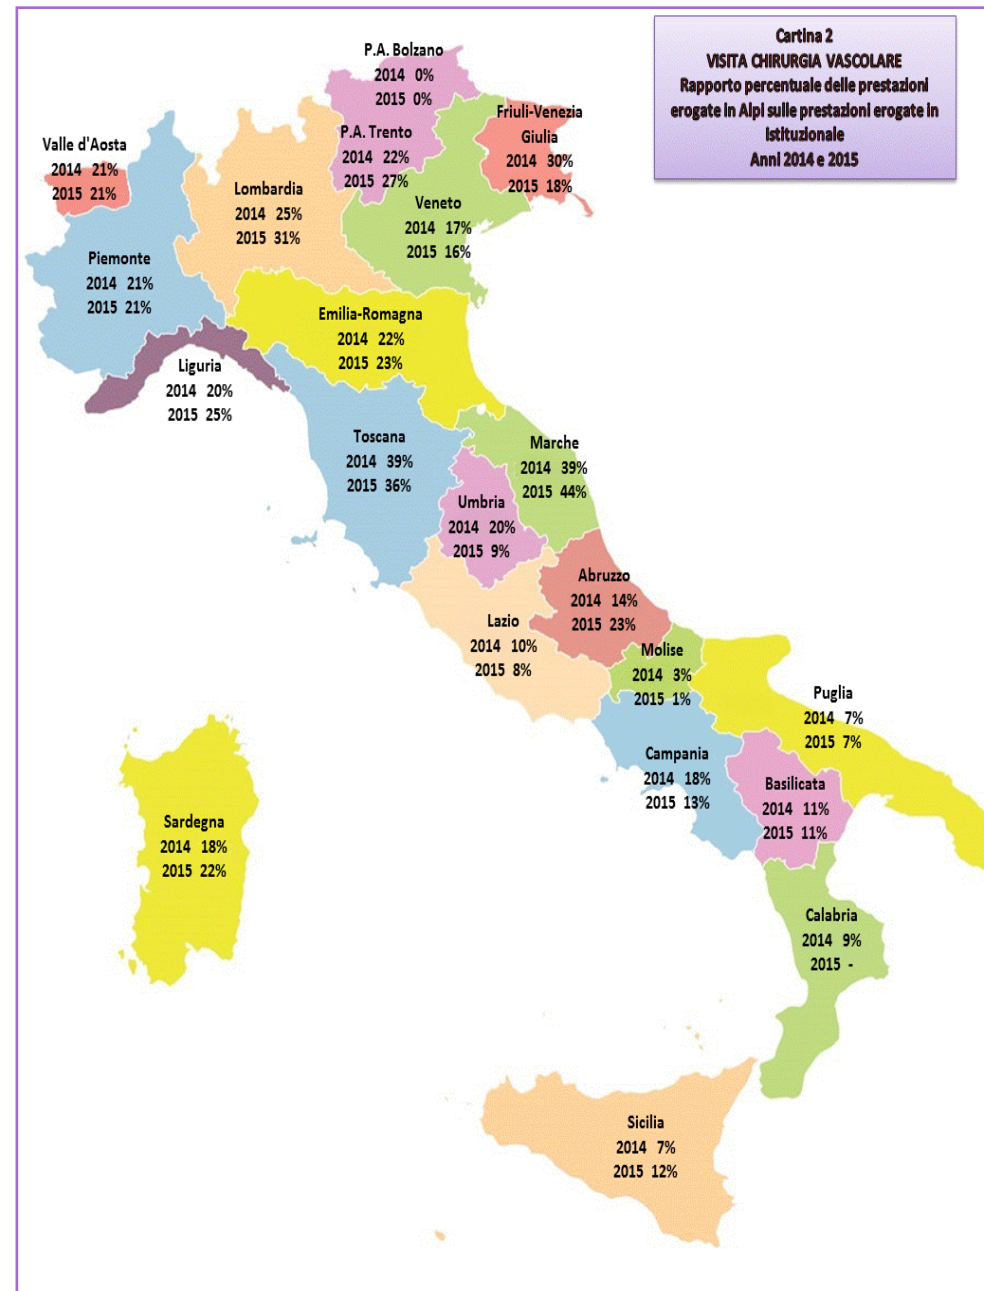 Cartina 2
VISITA CHIRURGIA VASCOLARE
Rapporto percentuale delle prestazioni
erogate in Alpi sulle prestazioni erogate in
Istituzionale
Anni 2014 e 2015
P.A. Bolzano
2014 0%
2015 0%
P.A. Trento
2014 22%
2015 27%
Friuli-Venezia
Giulia
2014 30%
2015 18%
Valle d'Aosta
2014 21%
2015 21%
Lombardia
2014 25%
2015 31%
Veneto
2014 17%
2015 16%
Piemonte
2014 21%
2015 21%
Emilia-Romagna
2014 22%
2015 23%
Liguria
2014 20%
2015 25%
Toscana
2014 39%
2015 36%
Marche
2014 39%
2015 44%
Umbria
2014 20%
2015 9%
Abruzzo
2014 14%
2015 23%
Lazio
2014 10%
2015 8%
Molise
2014 3%
2015 1%
Puglia
2014 7%
2015 7%
Campania
2014 18%
2015 13%
Basilicata
2014 11%
2015 11%
Sardegna
2014 18%
2015 22%
Calabria
2014 9%
2015 -
Sicilia
2014 7%
2015 12%